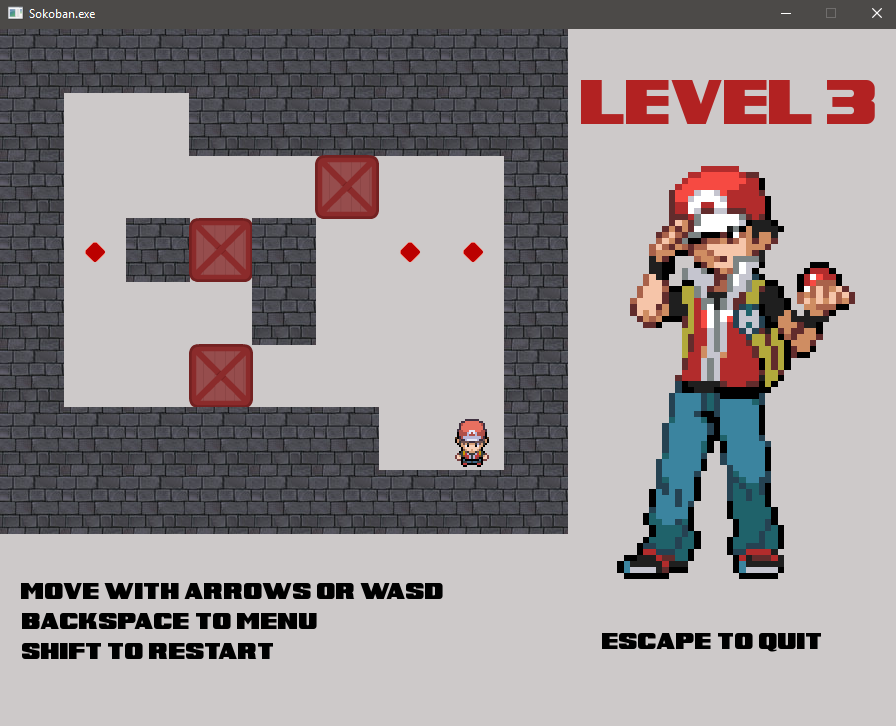 Sokoban.exe
LEVEL 3
MOVE WITH ARROWS OR WASD
BACKSPACE TO MENU
SHIFT TO RESTART
ESCAPE TO QUIT